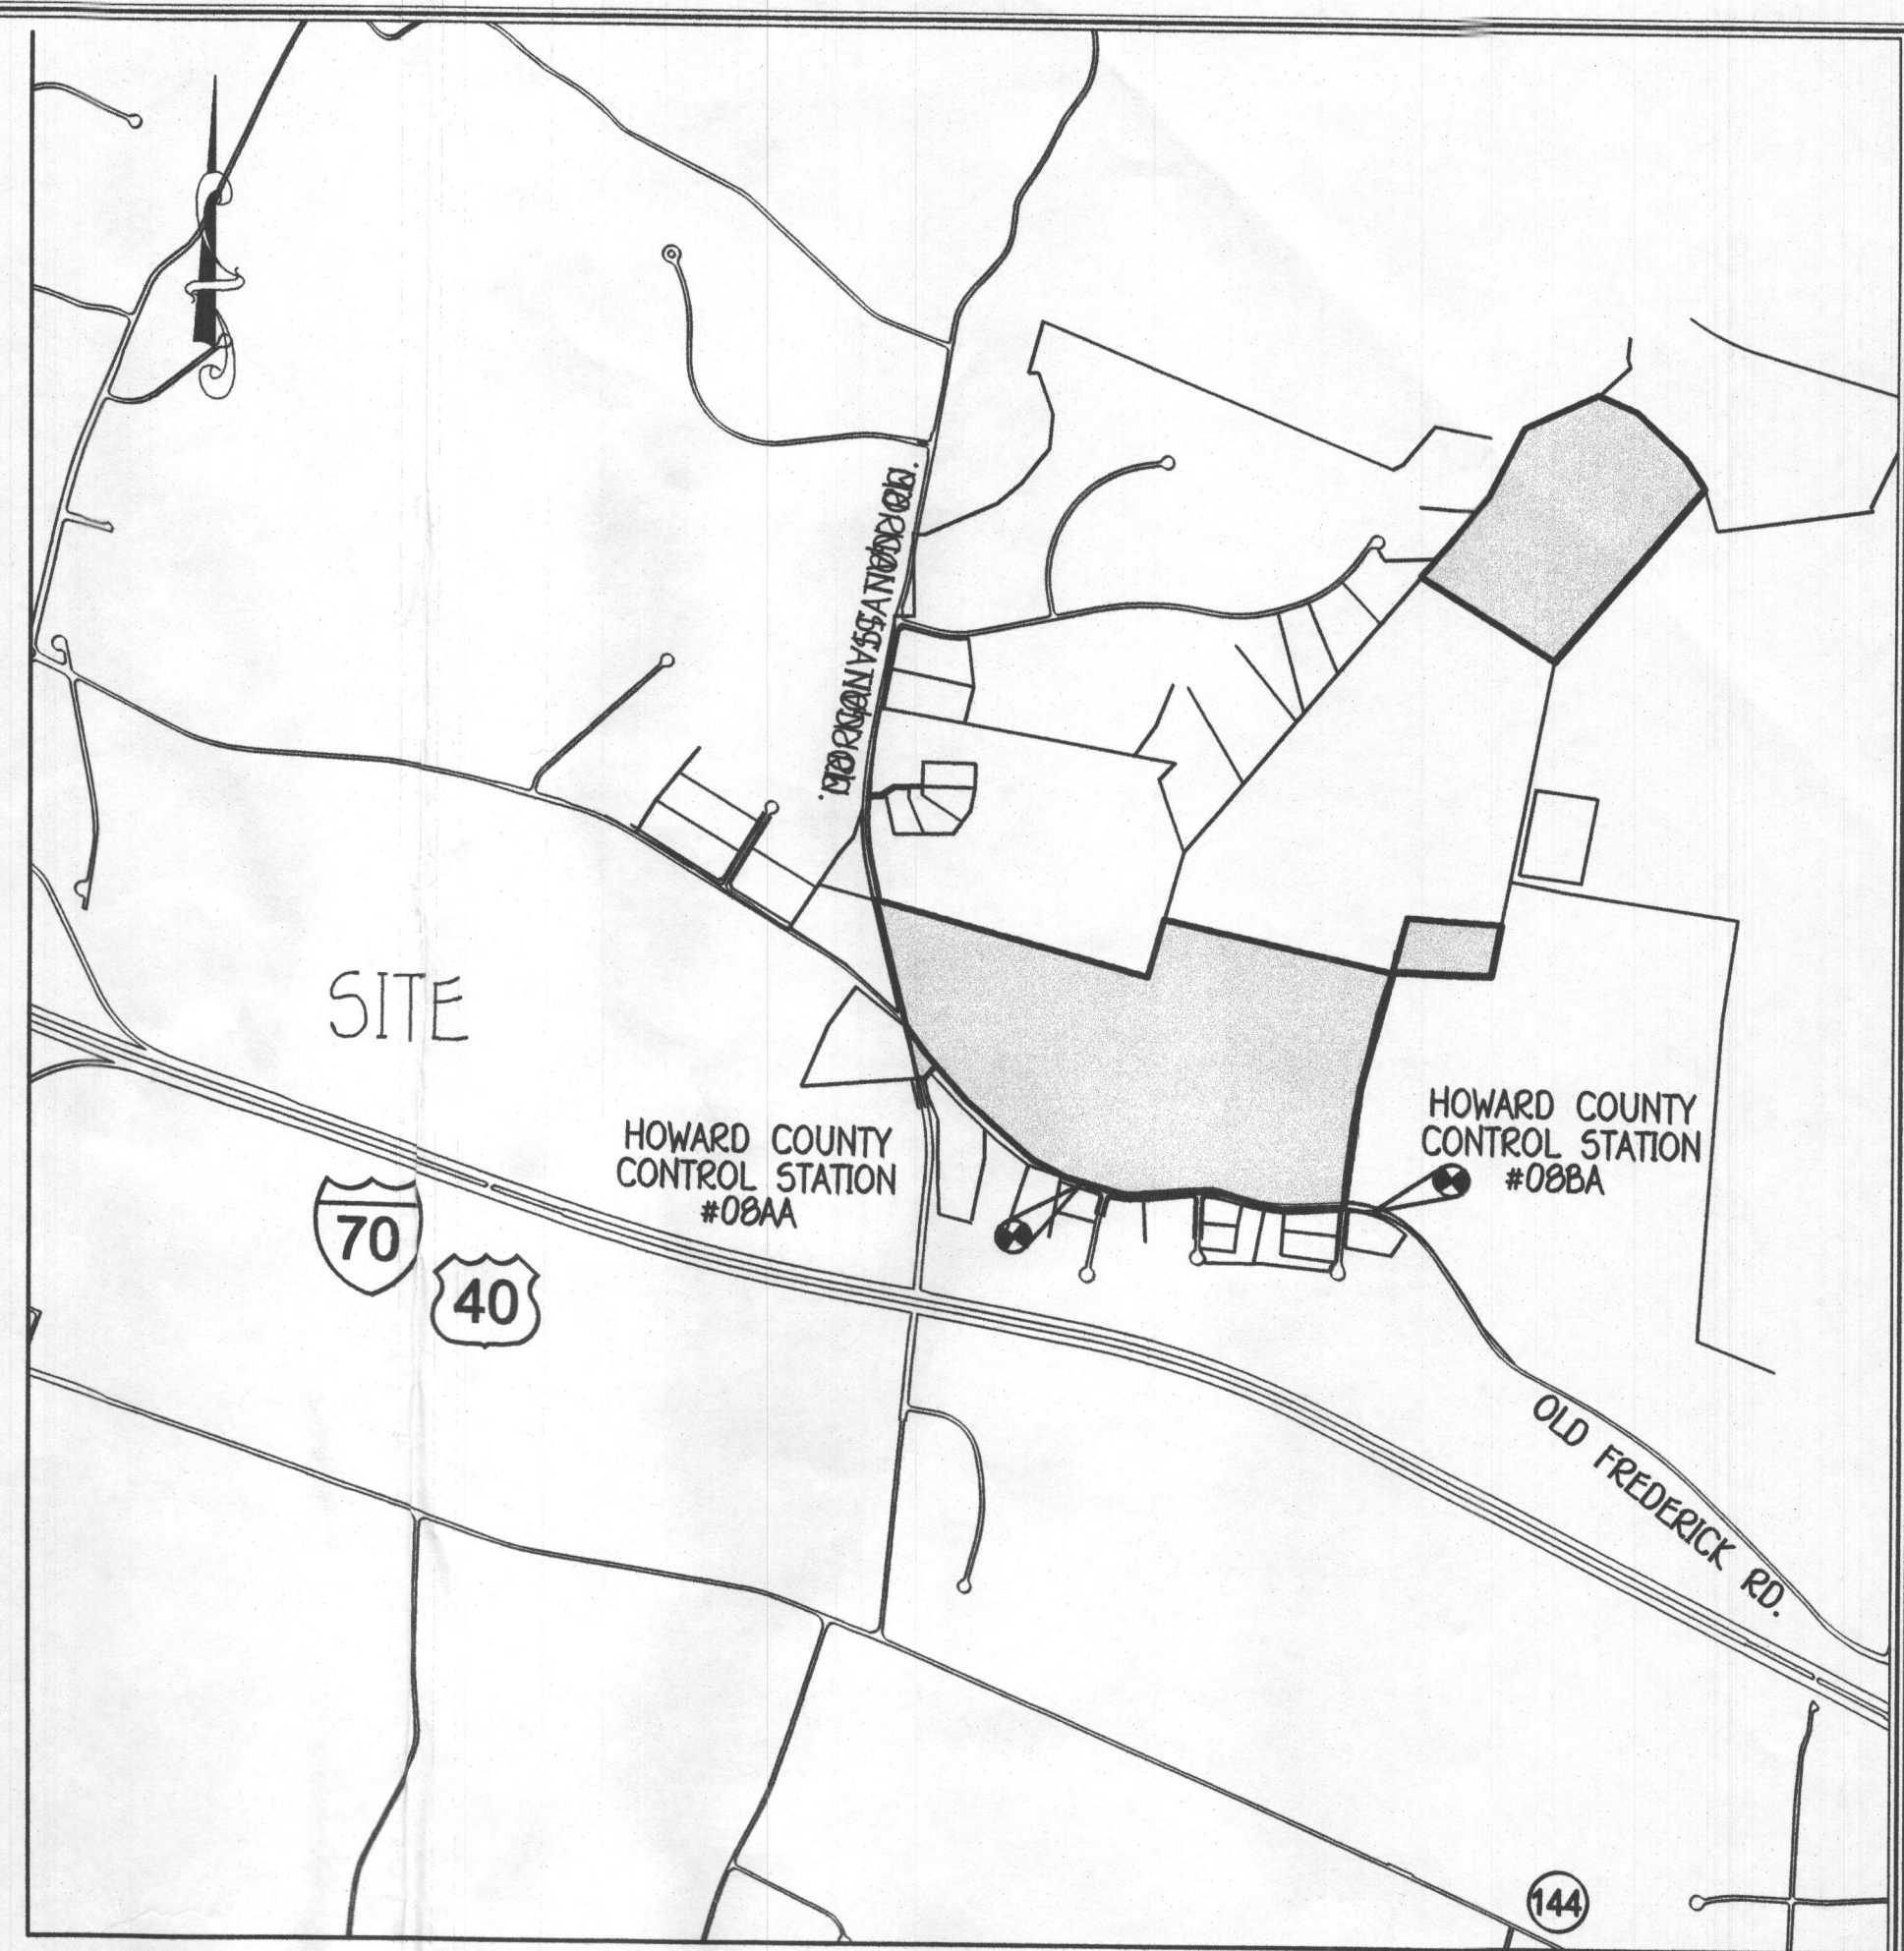 SITE
HOWARD COUNTY
CONTROL STATION
#08AA
HOWARD COUNTY
CONTROL STATION
#08BA
70
40
OLD FREDERICK RD.
144